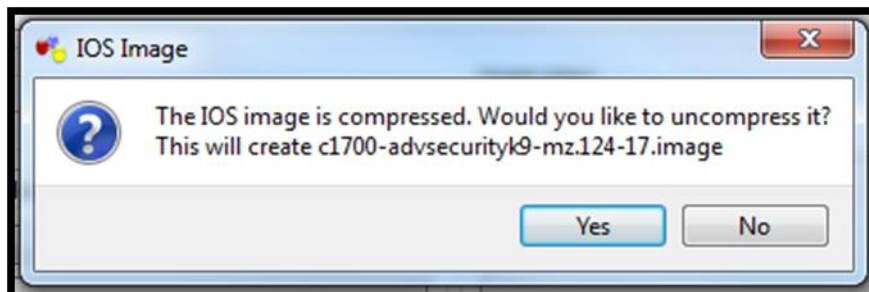 IOS Image
The IOS image is compressed. Would you like to uncompress it?
This will create c1700-advsecurityk9-mz.124-17.image
Yes
No